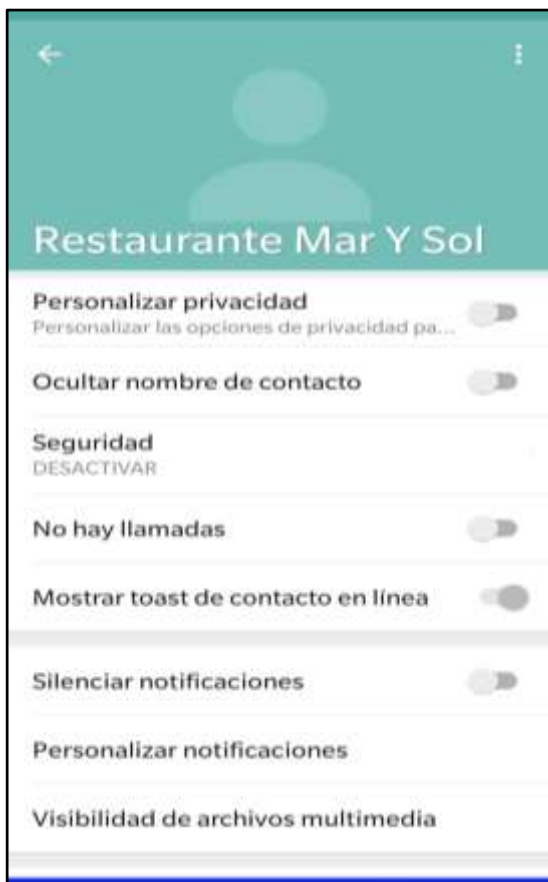 Restaurante Mar Y Sol
Personalizar privacidad
Personalizar las opciones de privacidad pa...
Ocultar nombre de contacto
Seguridad
DESACTIVAR
No hay llamadas
Mostrar toast de contacto en línea
Silenciar notificaciones
Personalizar notificaciones
Visibilidad de archivos multimedia